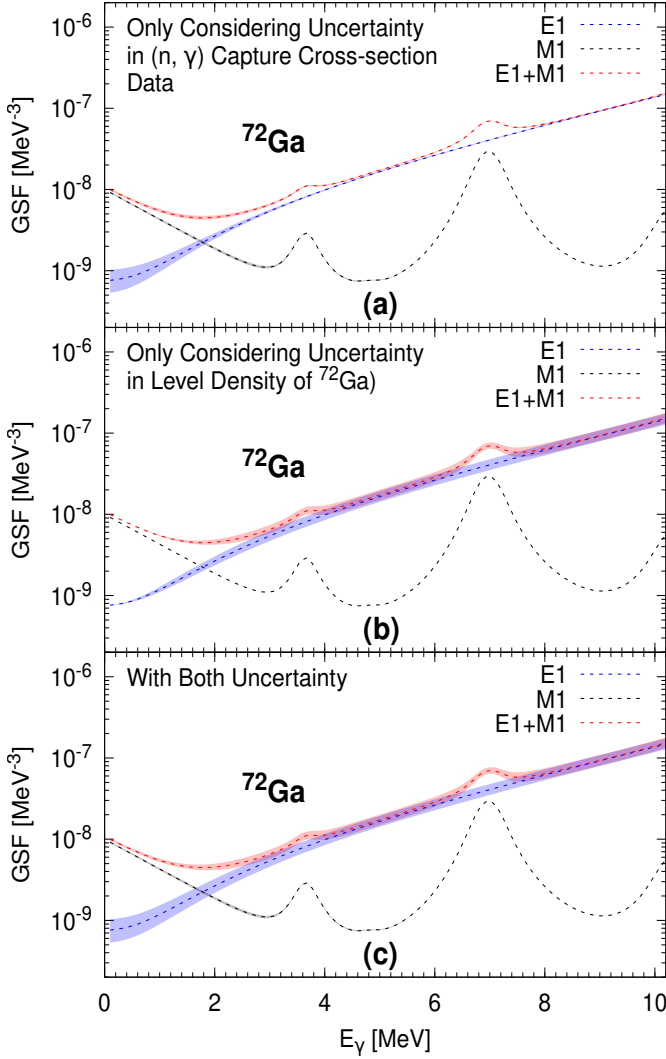 Only Considering Uncertainty
in (n, γ) Capture Cross-section
Data
E1
M1
E1+M1
⁷²Ga
(a)
GSF [MeV⁻³]
10⁻⁶
10⁻⁷
10⁻⁸
10⁻⁹
Only Considering Uncertainty
in Level Density of ⁷²Ga)
E1
M1
E1+M1
⁷²Ga
(b)
GSF [MeV⁻³]
10⁻⁶
10⁻⁷
10⁻⁸
10⁻⁹
With Both Uncertainty
E1
M1
E1+M1
⁷²Ga
(c)
GSF [MeV⁻³]
10⁻⁶
10⁻⁷
10⁻⁸
10⁻⁹
0 2 4 6 8 10
E_γ [MeV]